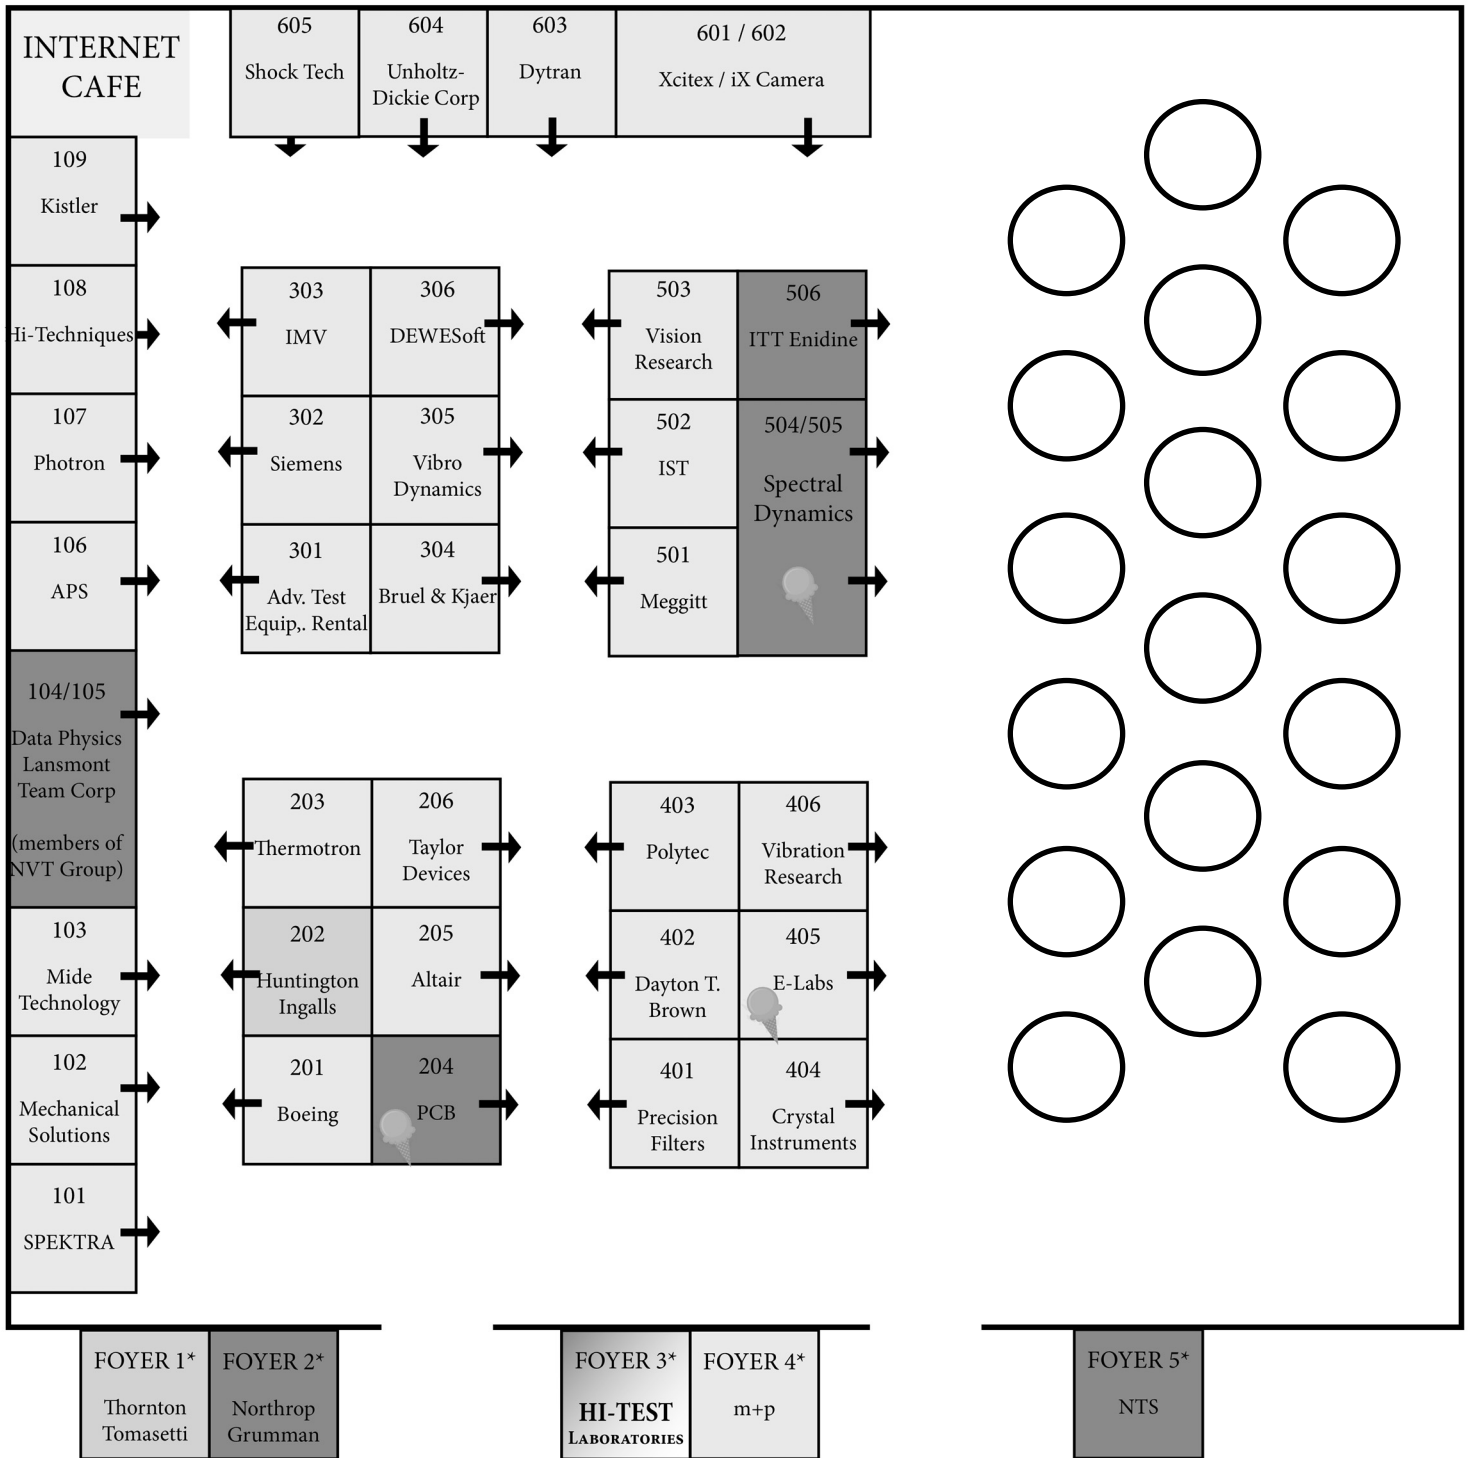 INTERNET
CAFE
605
Shock Tech
604
Unholtz-
Dickie Corp
603
Dytran
601 / 602
Xcitex / iX Camera
109
Kistler
108
Hi-Techniques
107
Photron
106
APS
104/105
Data Physics
Lansmont
Team Corp
(members of
NVT Group)
103
Mide
Technology
102
Mechanical
Solutions
101
SPEKTRA
303
IMV
306
DEWESoft
302
Siemens
305
Vibro
Dynamics
301
Adv. Test
Equip,. Rental
304
Bruel & Kjaer
503
Vision
Research
506
ITT Enidine
502
IST
504/505
Spectral
Dynamics
501
Meggitt
203
Thermotron
206
Taylor
Devices
202
Huntington
Ingalls
205
Altair
201
Boeing
204
PCB
403
Polytec
406
Vibration
Research
402
Dayton T.
Brown
405
E-Labs
401
Precision
Filters
404
Crystal
Instruments
FOYER 1*
Thornton
Tomasetti
FOYER 2*
Northrop
Grumman
FOYER 3*
HI-TEST
LABORATORIES
FOYER 4*
m+p
FOYER 5*
NTS